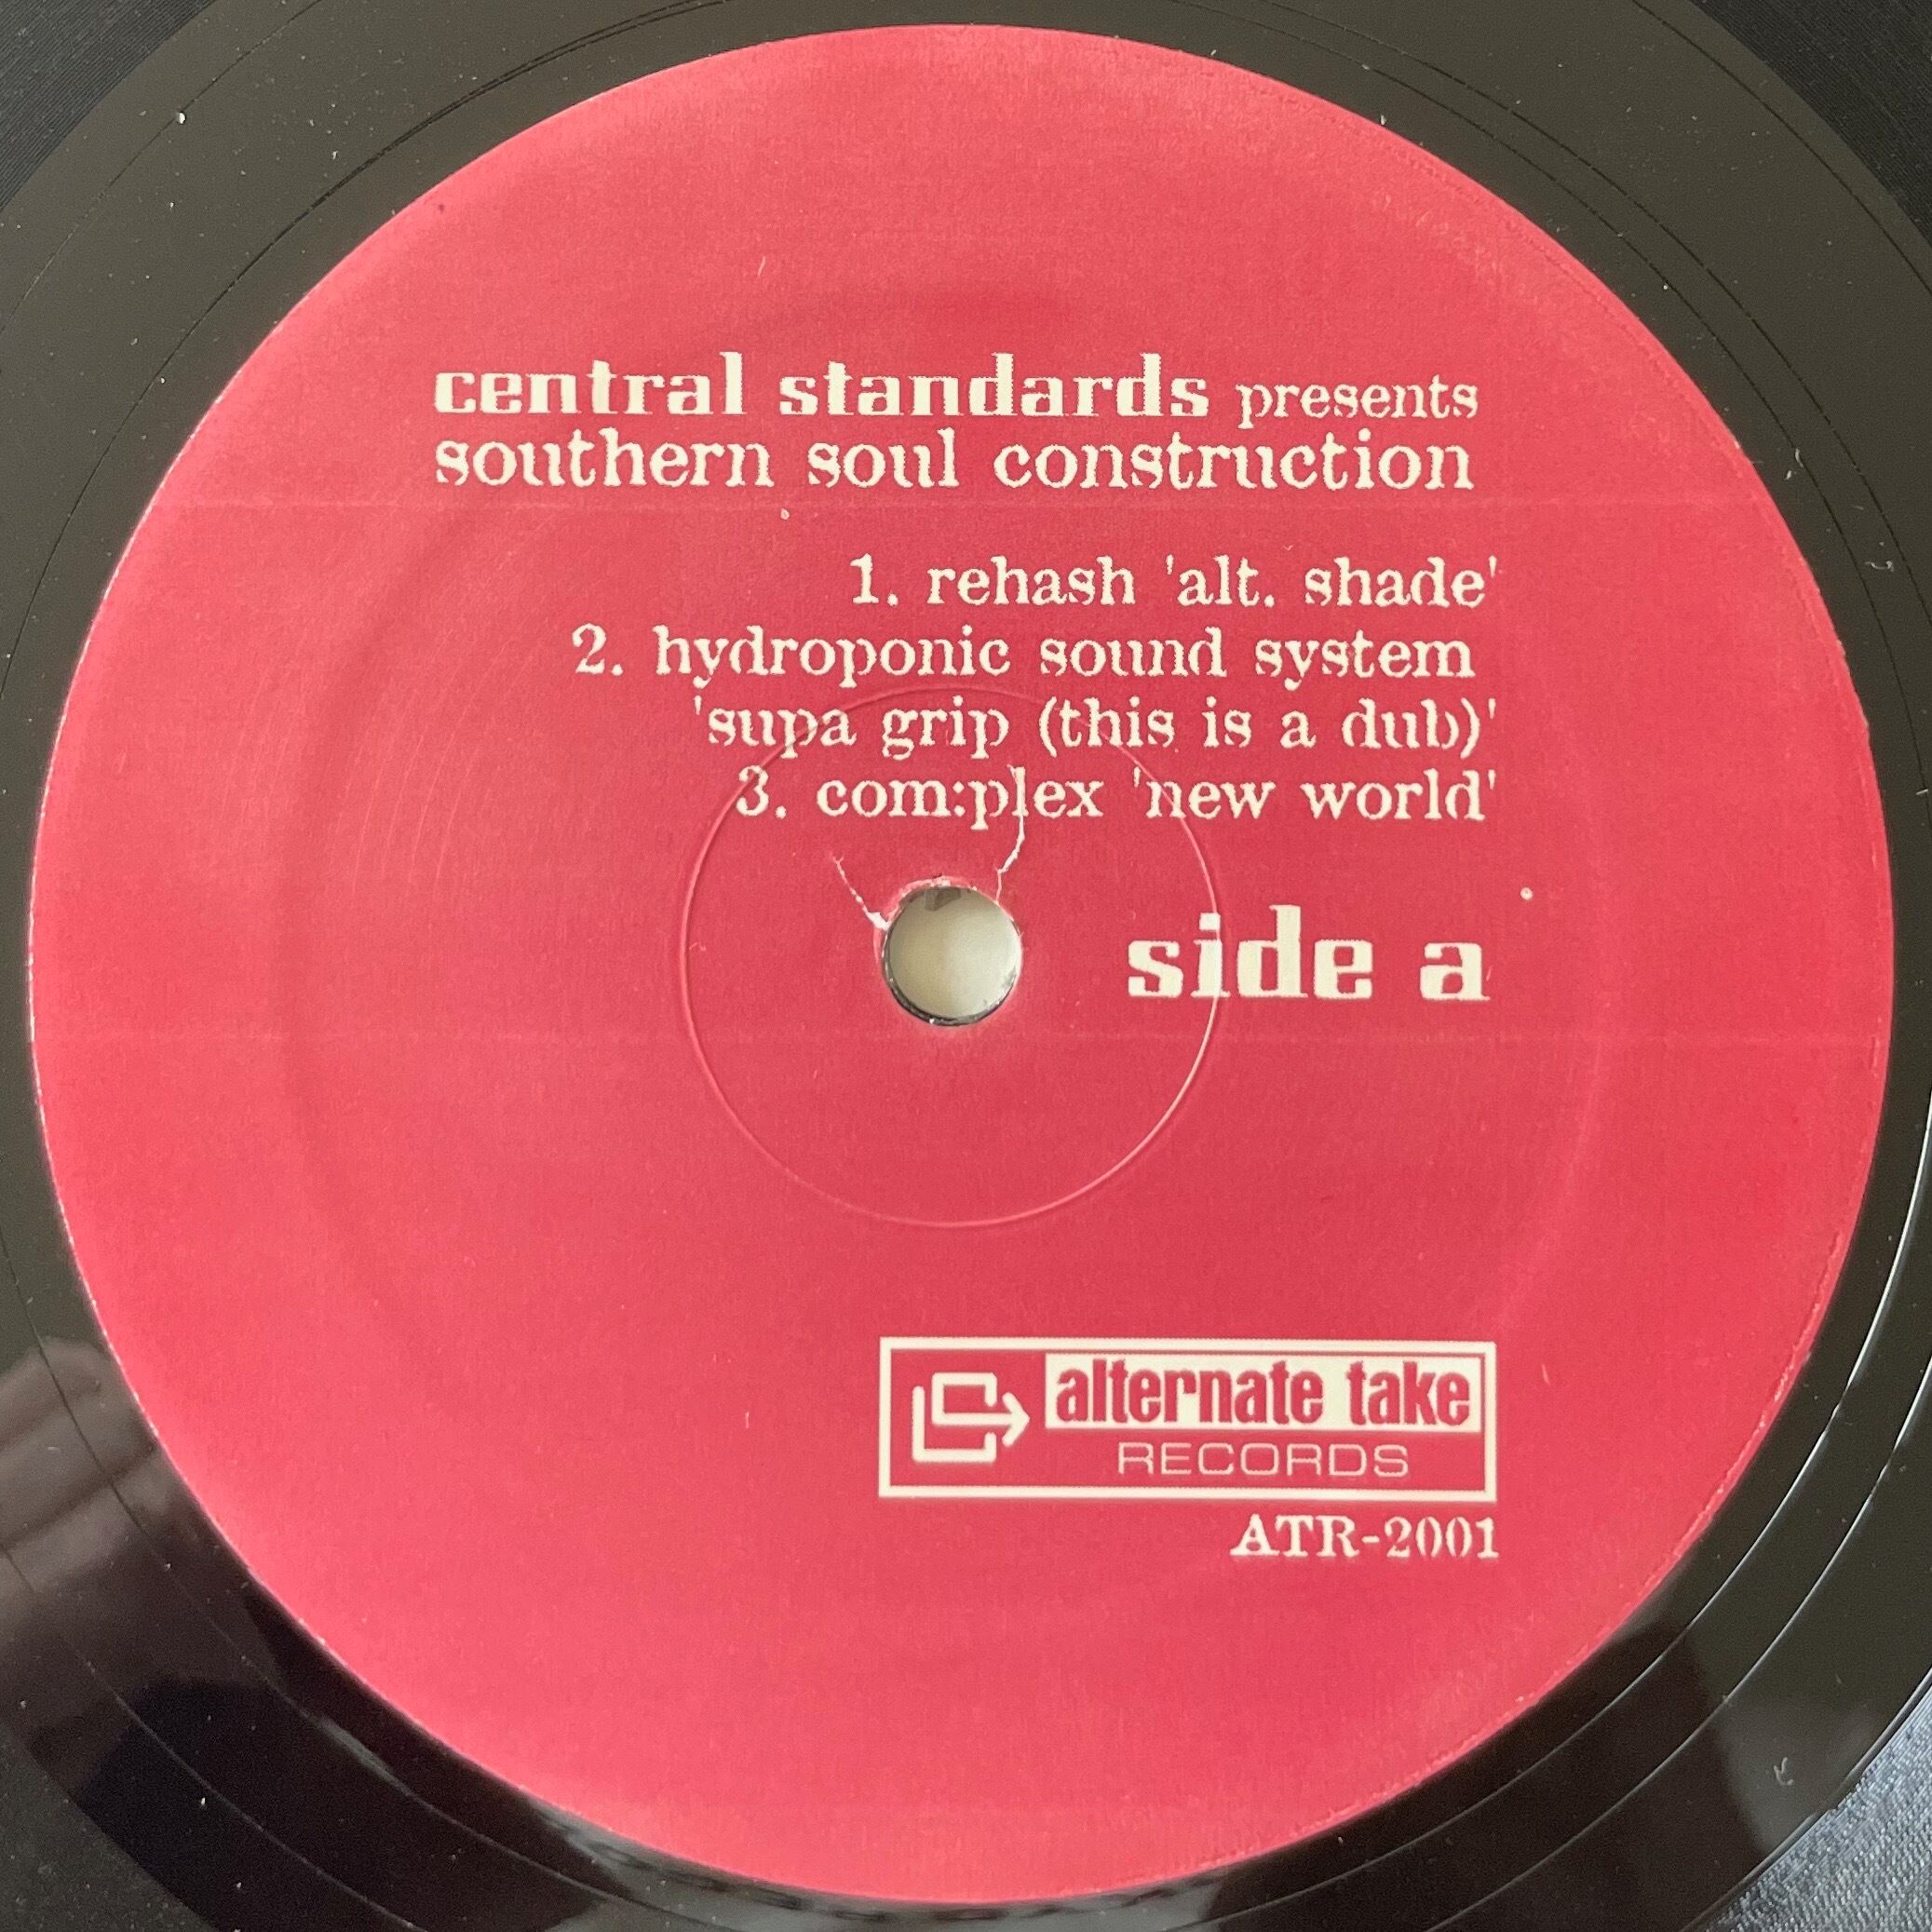 central standards presents
southern soul construction
1. rehash 'alt. shade'
2. hydroponic sound system
'supa grip (this is a dub)'
3. com:plex 'new world'
side a
alternate take
RECORDS
ATR-2001